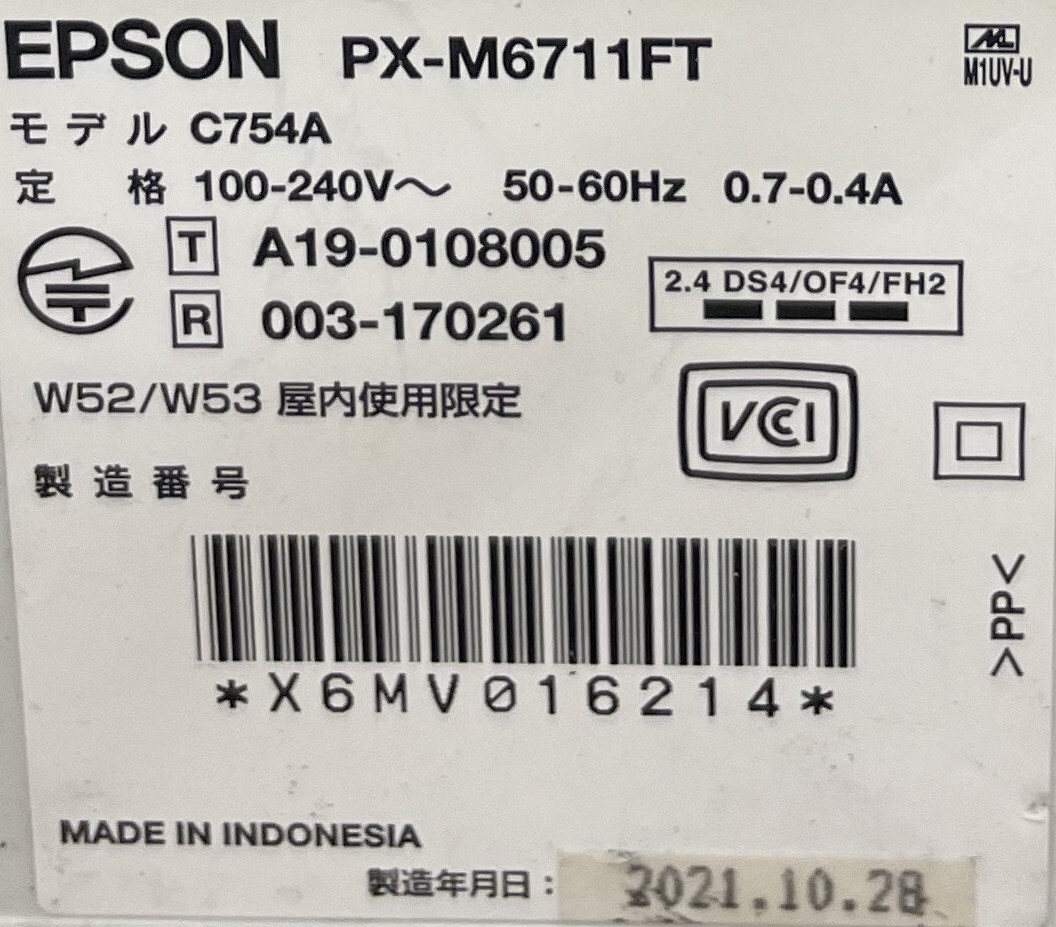 EPSON PX-M6711FT
M1UV-U
モデル C754A
定 格 100-240V～ 50-60Hz 0.7-0.4A
T A19-0108005
R 003-170261
2.4 DS4/OF4/FH2
W52/W53 屋内使用限定
VCCI
製造番号
*X6MV016214*
>PP<
MADE IN INDONESIA
製造年月日： 2021.10.28